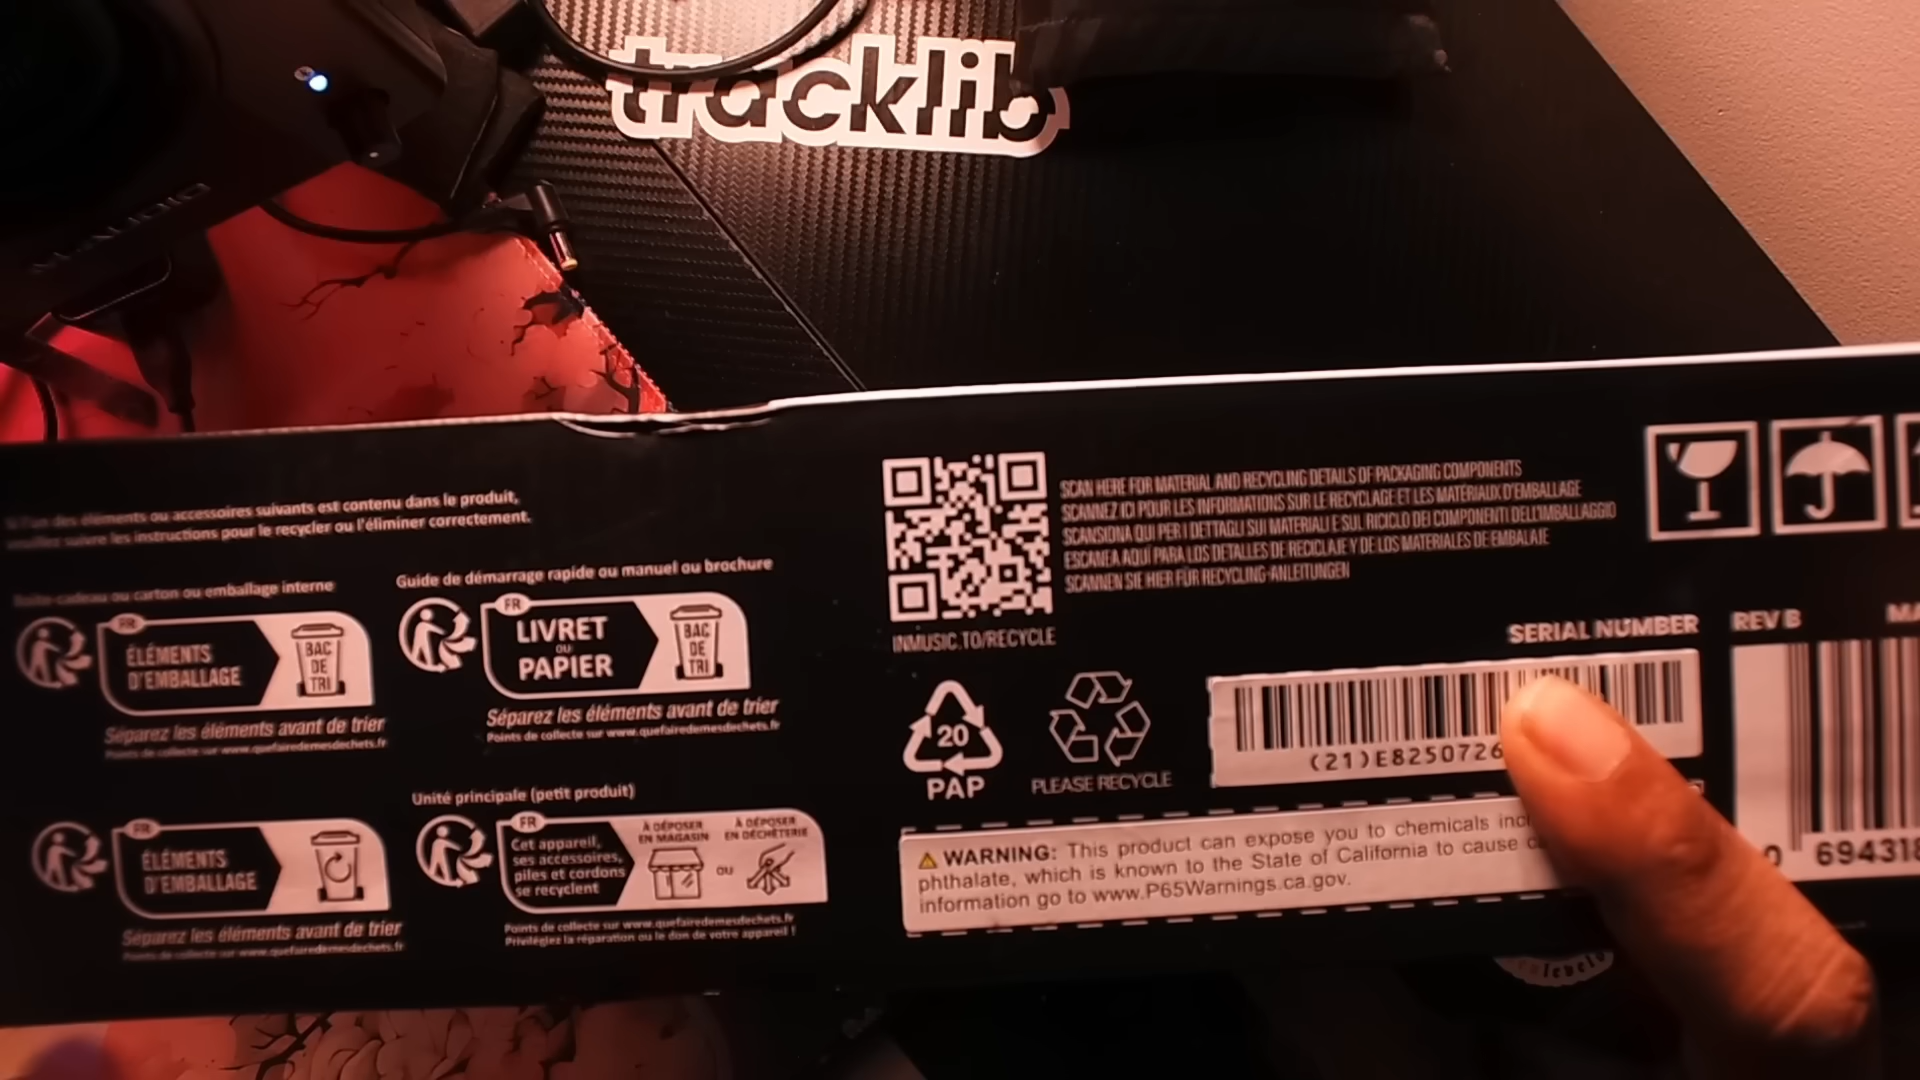 tracklib
M-AUDIO
des éléments ou accessoires suivants est contenu dans le produit,
veuillez suivre les instructions pour le recycler ou l'éliminer correctement.
Boîte-cadeau ou carton ou emballage interne
FR
ÉLÉMENTS
D'EMBALLAGE
BAC
DE
TRI
Séparez les éléments avant de trier
Points de collecte sur www.quefairedemesdechets.fr
Guide de démarrage rapide ou manuel ou brochure
FR
LIVRET
OU
PAPIER
BAC
DE
TRI
Séparez les éléments avant de trier
Points de collecte sur www.quefairedemesdechets.fr
FR
ÉLÉMENTS
D'EMBALLAGE
Séparez les éléments avant de trier
Points de collecte sur www.quefairedemesdechets.fr
Unité principale (petit produit)
FR
Cet appareil,
ses accessoires,
piles et cordons
se recyclent
À DÉPOSER
EN MAGASIN
OU
À DÉPOSER
EN DÉCHÈTERIE
Points de collecte sur www.quefairedemesdechets.fr
Privilégiez la réparation ou le don de votre appareil !
SCAN HERE FOR MATERIAL AND RECYCLING DETAILS OF PACKAGING COMPONENTS
SCANNEZ ICI POUR LES INFORMATIONS SUR LE RECYCLAGE ET LES MATÉRIAUX D'EMBALLAGE
SCANSIONA QUI PER I DETTAGLI SUI MATERIALI E SUL RICICLO DEI COMPONENTI DELL'IMBALLAGGIO
ESCANEA AQUÍ PARA LOS DETALLES DE RECICLAJE Y DE LOS MATERIALES DE EMBALAJE
SCANNEN SIE HIER FÜR RECYCLING-ANLEITUNGEN
INMUSIC.TO/RECYCLE
20
PAP
PLEASE RECYCLE
SERIAL NUMBER
(21)E8250726
REV B
MA
0 694318
WARNING: This product can expose you to chemicals
phthalate, which is known to the State of California to cause
information go to www.P65Warnings.ca.gov.